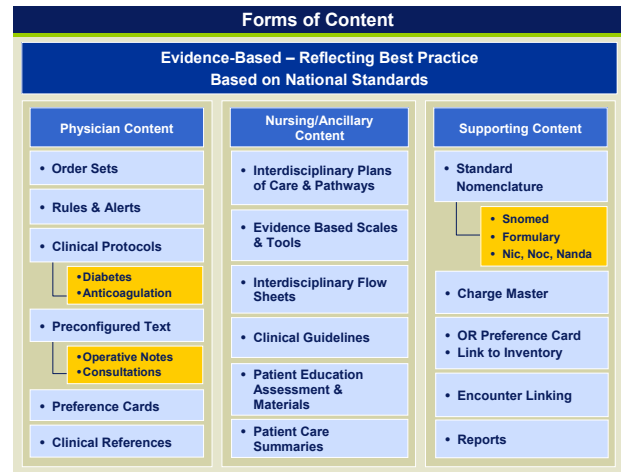 Forms of Content
Evidence-Based – Reflecting Best Practice
Based on National Standards
Physician Content
• Order Sets
• Rules & Alerts
• Clinical Protocols
•Diabetes
•Anticoagulation
• Preconfigured Text
•Operative Notes
•Consultations
• Preference Cards
• Clinical References
Nursing/Ancillary
Content
• Interdisciplinary Plans
of Care & Pathways
• Evidence Based Scales
& Tools
• Interdisciplinary Flow
Sheets
• Clinical Guidelines
• Patient Education
Assessment &
Materials
• Patient Care
Summaries
Supporting Content
• Standard
Nomenclature
• Snomed
• Formulary
• Nic, Noc, Nanda
• Charge Master
• OR Preference Card
• Link to Inventory
• Encounter Linking
• Reports